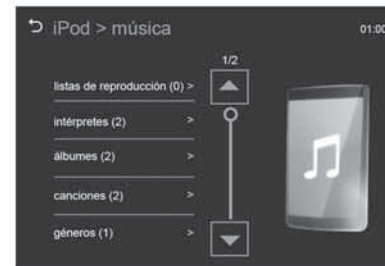 iPod > música
01:00
1/2
listas de reproducción (0) >
intérpretes (2) >
álbumes (2) >
canciones (2) >
géneros (1) >